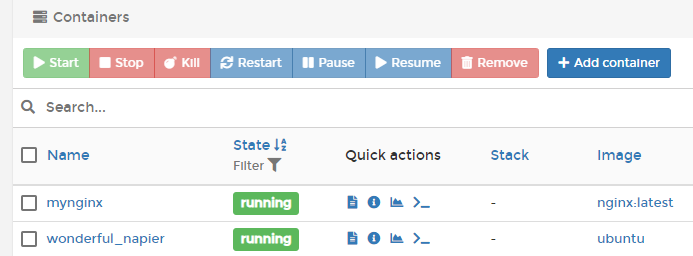 Containers
Start Stop Kill Restart Pause Resume Remove Add container
Search...
Name State Quick actions Stack Image
Filter
mynginx running - nginx:latest
wonderful_napier running - ubuntu